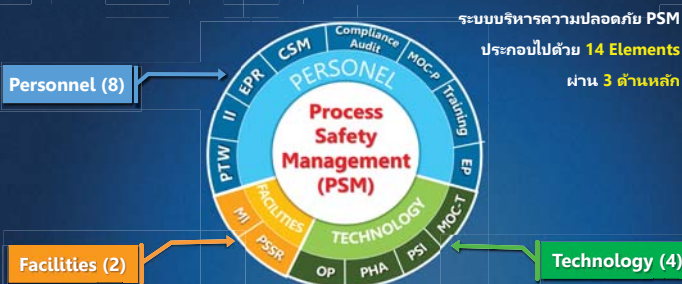 ระบบบริหารความปลอดภัย PSM
ประกอบไปด้วย 14 Elements
ผ่าน 3 ด้านหลัก
Personnel (8)
Facilities (2)
Technology (4)
Process
Safety
Management
(PSM)
PERSONEL
FACILITIES
TECHNOLOGY
PTW
II
EPR
CSM
Compliance
Audit
MOC-P
Training
EP
MOC-T
PSI
PHA
OP
PSSR
MI